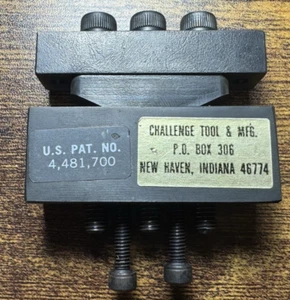 U.S. PAT. NO.
4,481,700
CHALLENGE TOOL & MFG.
P.O. BOX 306
NEW HAVEN, INDIANA 46774